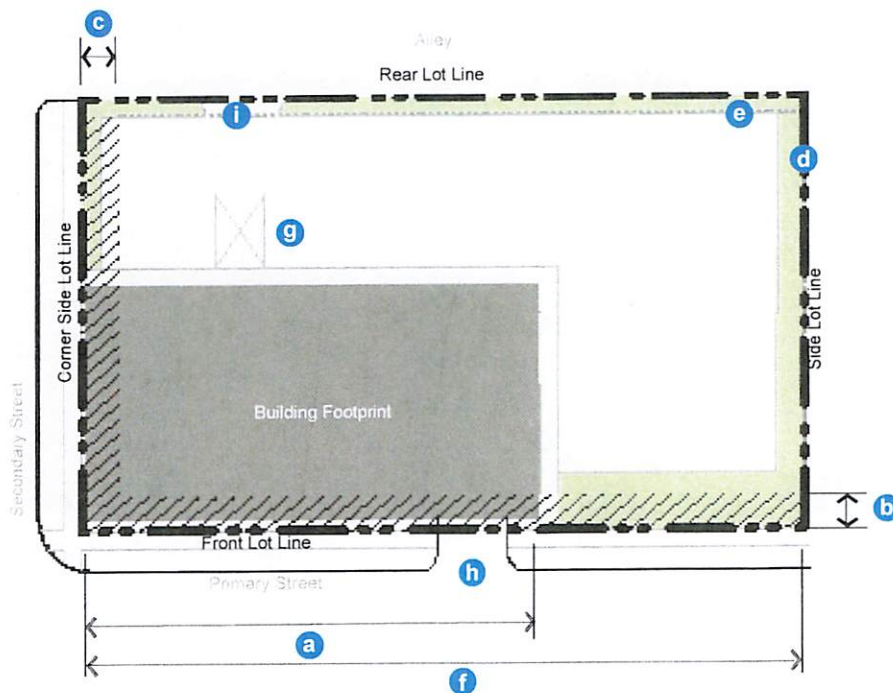 c
Alley
Rear Lot Line
i
e
d
g
Corner Side Lot Line
Side Lot Line
Building Footprint
Secondary Street
b
Front Lot Line
h
Primary Street
a
f